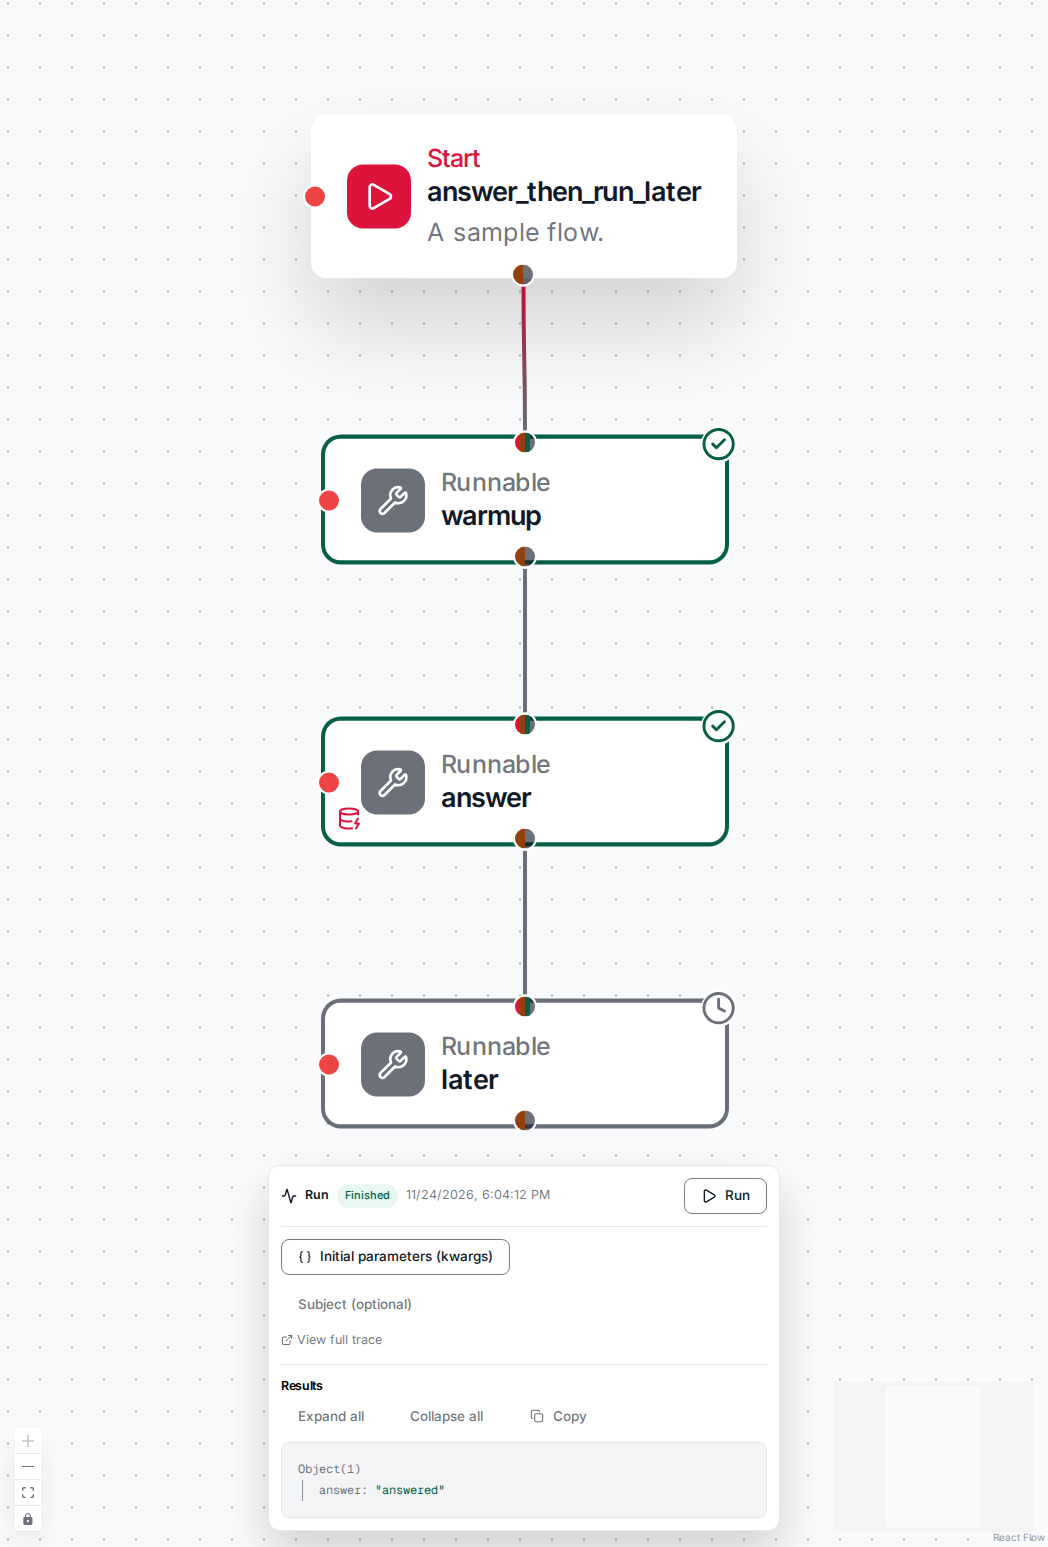 Start
answer_then_run_later
A sample flow.
Runnable
warmup
Runnable
answer
Runnable
later
Run Finished 11/24/2026, 6:04:12 PM Run
{} Initial parameters (kwargs)
Subject (optional)
View full trace
Results
Expand all Collapse all Copy
Object(1)
answer: "answered"
React Flow